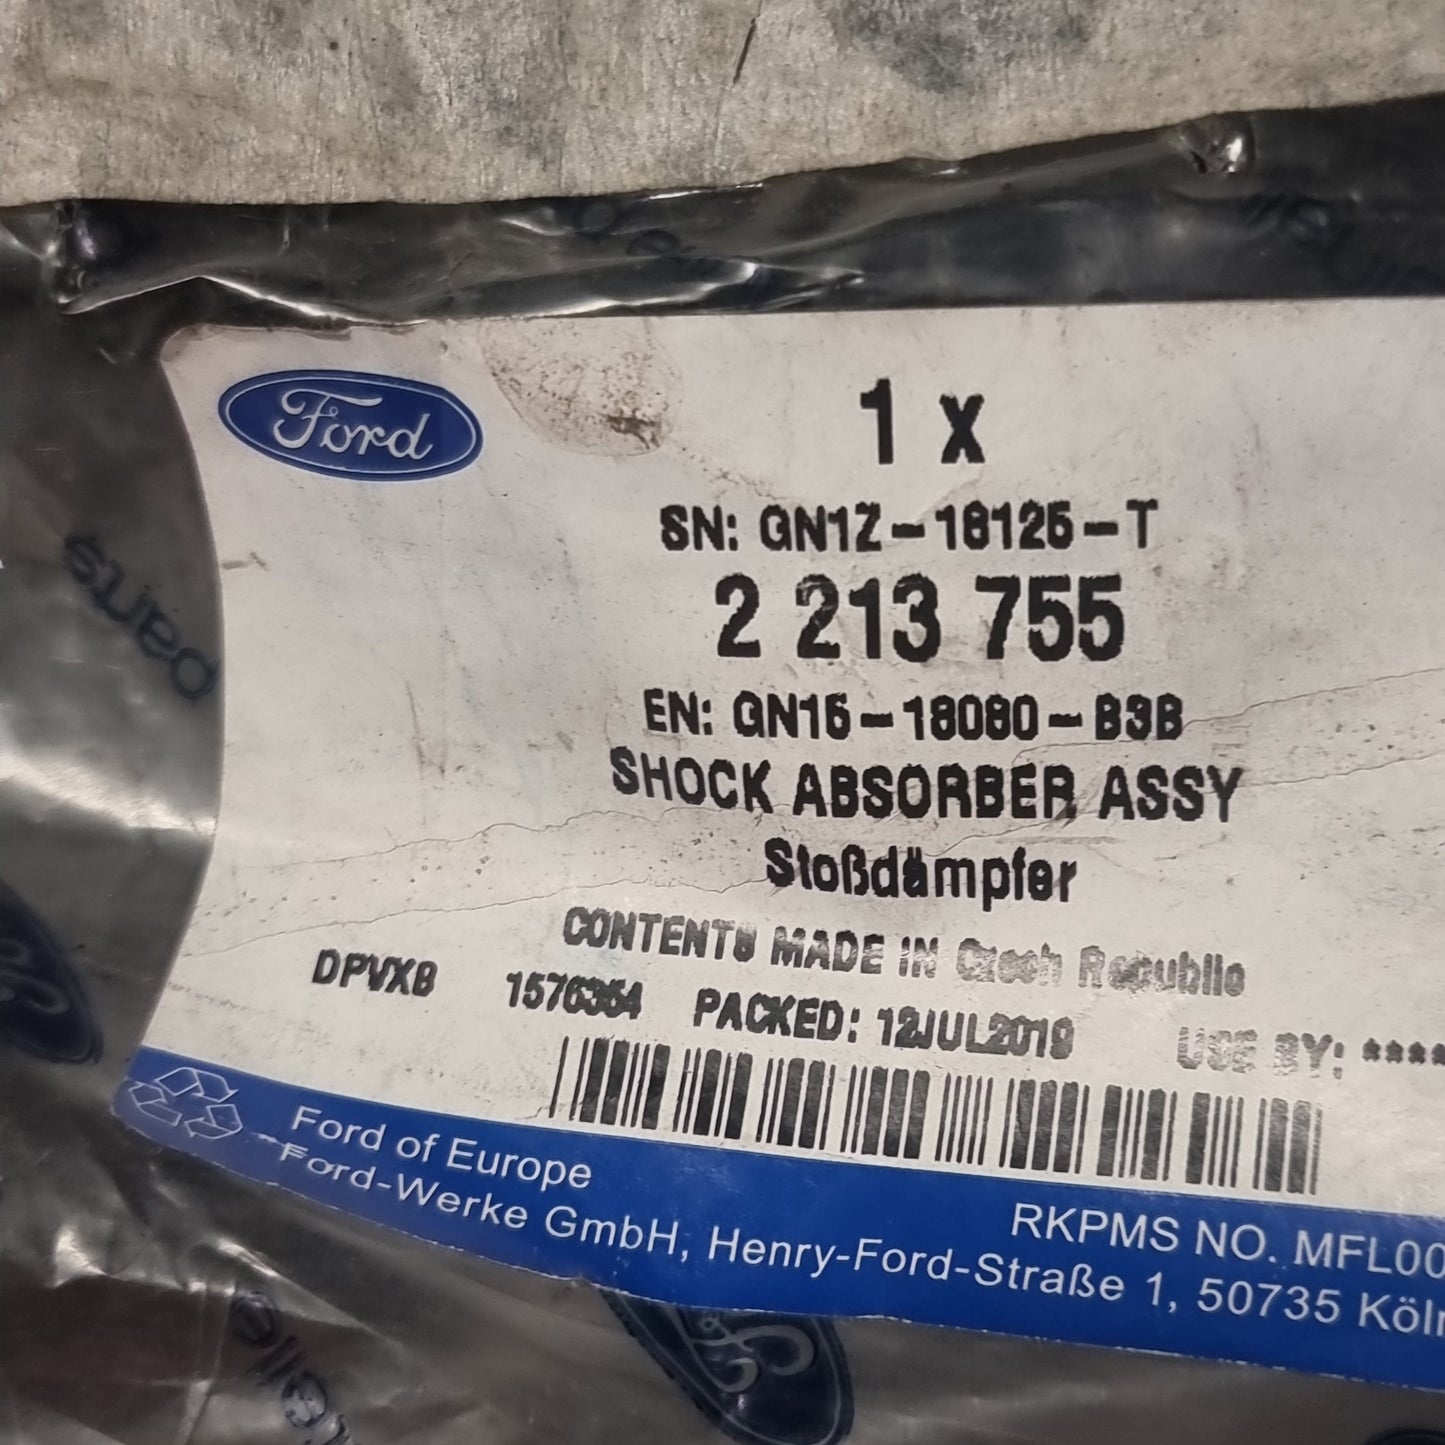 Ford
1 x
SN: GN1Z-18125-T
2 213 755
EN: GN15-18080-B3B
SHOCK ABSORBER ASSY
Stoßdämpfer
CONTENTS MADE IN Czech Republic
DPVXB 1576354 PACKED: 12JUL2019 USE BY: ****
Ford of Europe
Ford-Werke GmbH, Henry-Ford-Straße 1, 50735 Köln
RKPMS NO. MFL00
parts